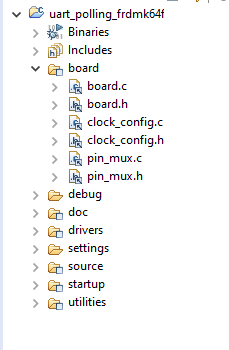 uart_polling_frdmk64f
Binaries
Includes
board
board.c
board.h
clock_config.c
clock_config.h
pin_mux.c
pin_mux.h
debug
doc
drivers
settings
source
startup
utilities